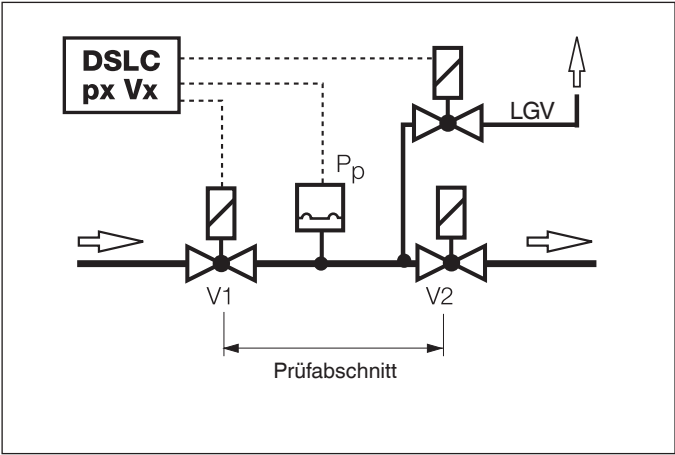 DSLC
px Vx
LGV
Pp
V1
V2
Prüfabschnitt